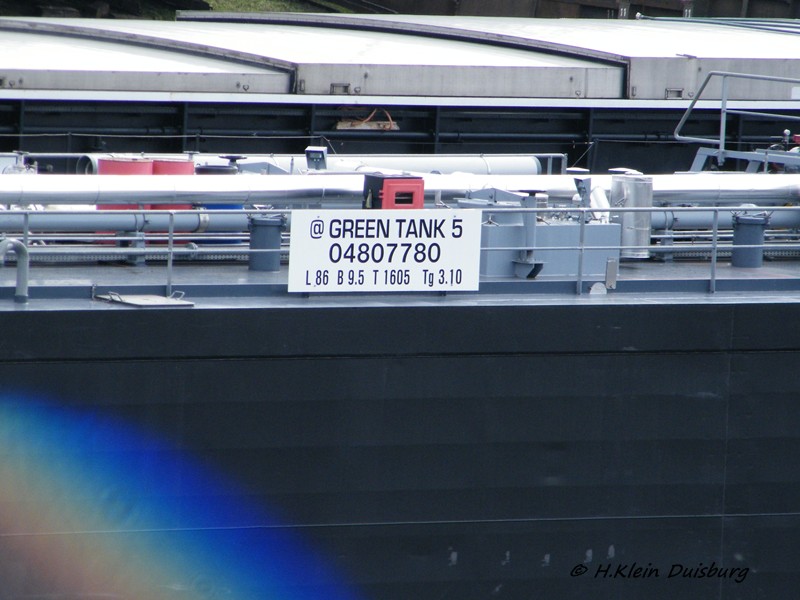 @ GREEN TANK 5
04807780
L 86 B 9.5 T 1605 Tg 3.10
© H.Klein Duisburg